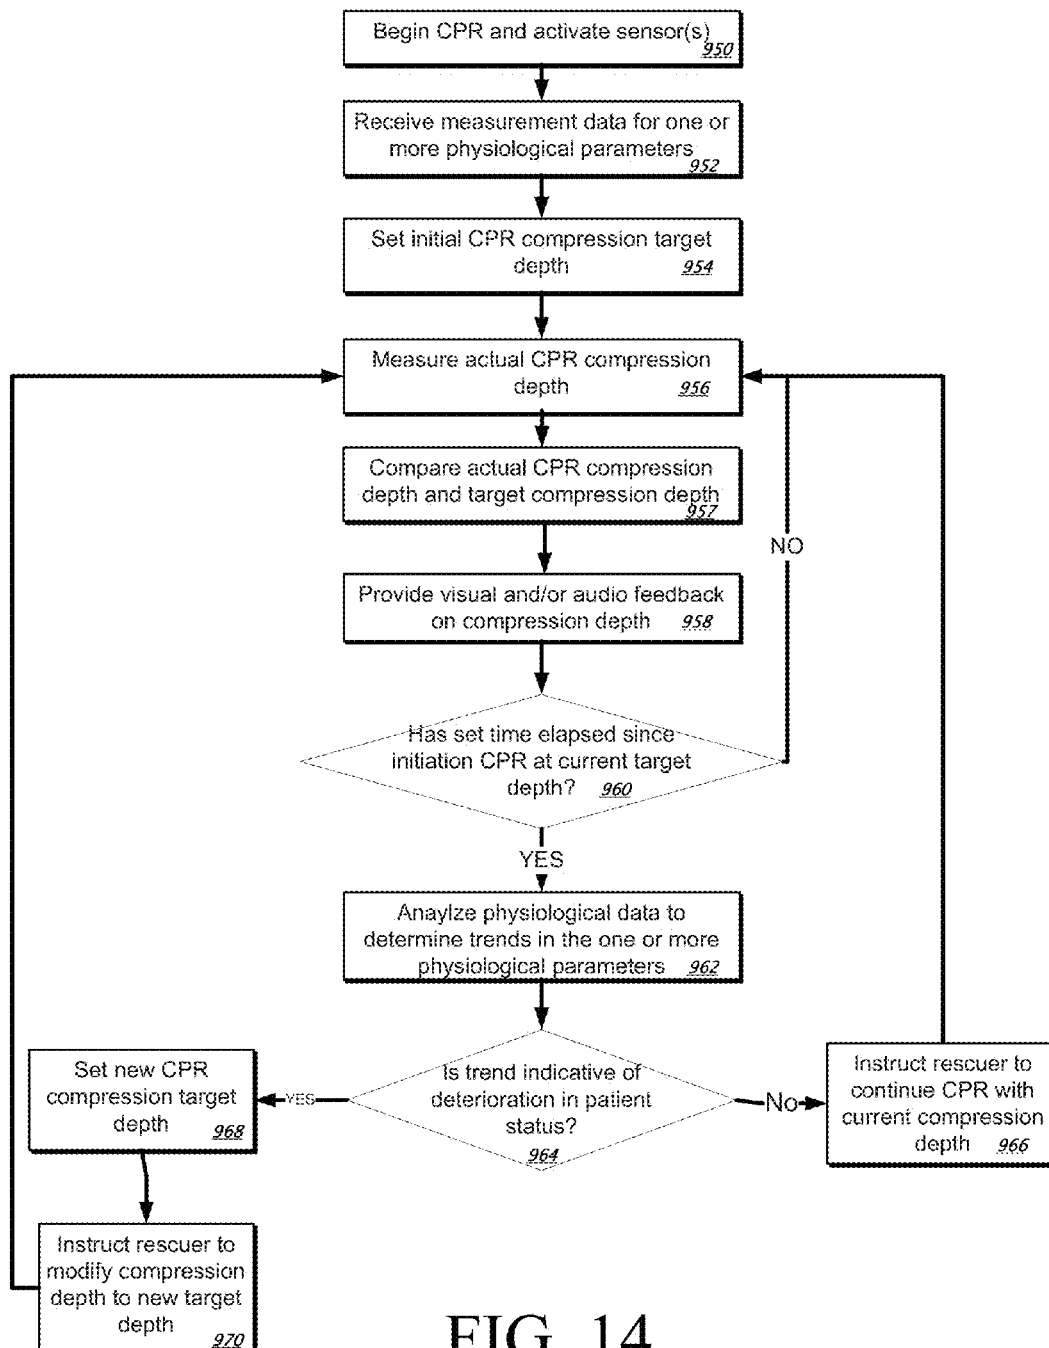 Begin CPR and activate sensor(s)
950
Receive measurement data for one or
more physiological parameters
952
Set initial CPR compression target
depth 954
Measure actual CPR compression
depth 956
Compare actual CPR compression
depth and target compression depth
957
NO
Provide visual and/or audio feedback
on compression depth 958
Has set time elapsed since
initiation CPR at current target
depth? 960
YES
Anaylze physiological data to
determine trends in the one or more
physiological parameters 962
Is trend indicative of
deterioration in patient
status?
964
YES
No
Set new CPR
compression target
depth 968
Instruct rescuer to
continue CPR with
current compression
depth 966
Instruct rescuer to
modify compression
depth to new target
depth
970
FIG. 14